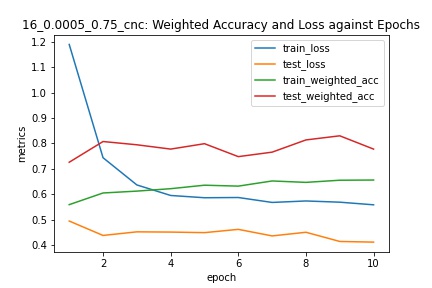 16_0.0005_0.75_cnc: Weighted Accuracy and Loss against Epochs
1.2
1.1
1.0
0.9
0.8
0.7
0.6
0.5
0.4
metrics
train_loss
test_loss
train_weighted_acc
test_weighted_acc
2 4 6 8 10
epoch